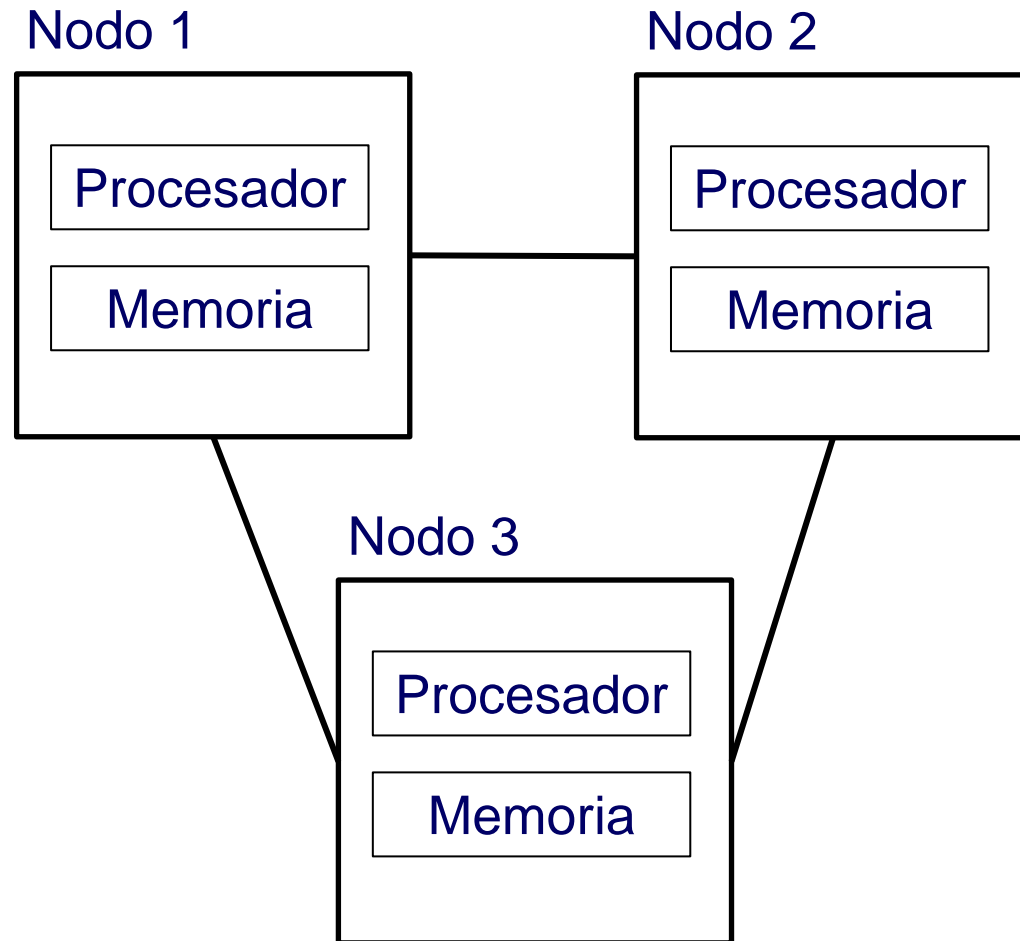 Nodo 1
Procesador
Memoria
Nodo 2
Procesador
Memoria
Nodo 3
Procesador
Memoria